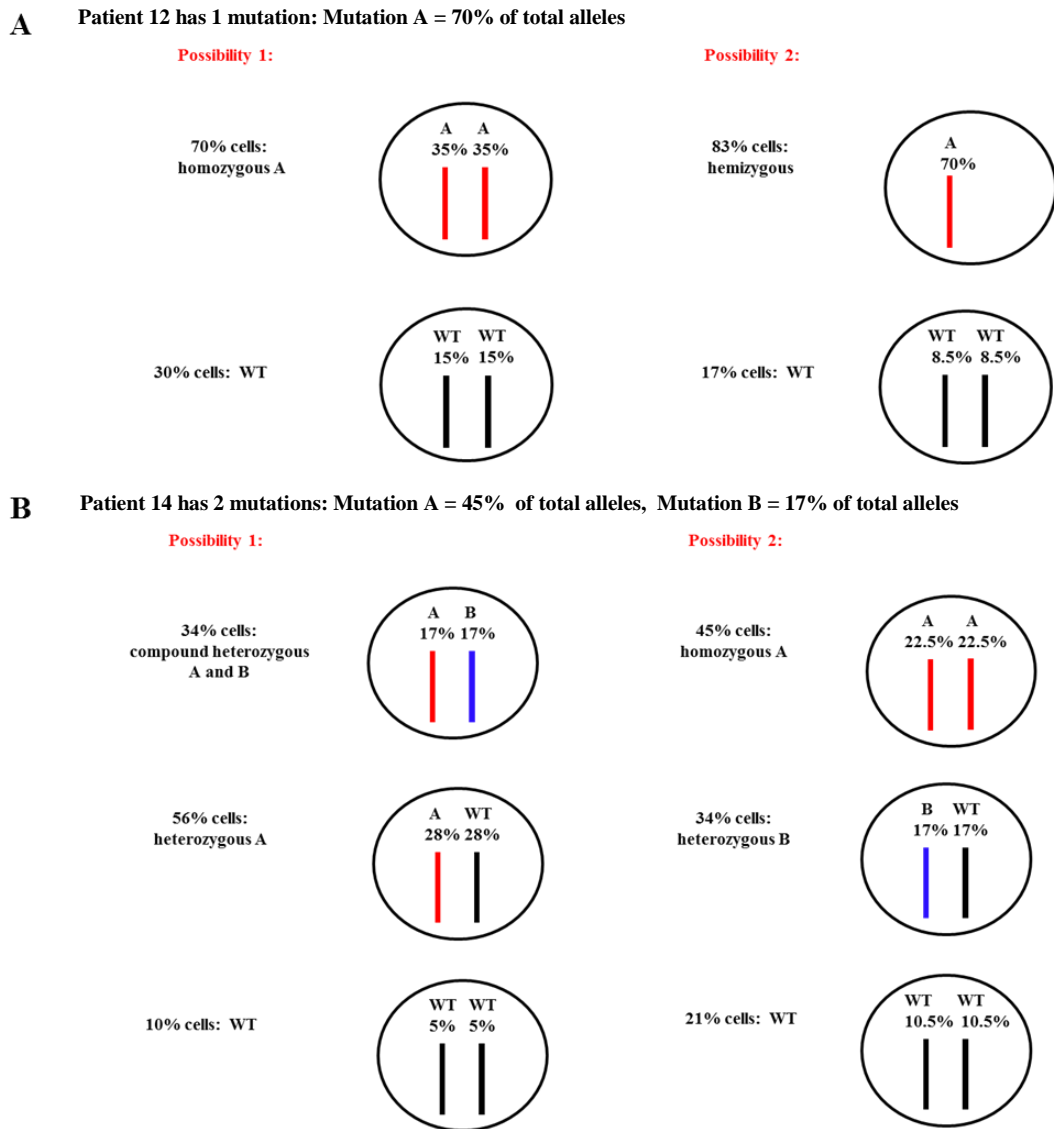 A
Patient 12 has 1 mutation: Mutation A = 70% of total alleles
Possibility 1:
Possibility 2:
70% cells:
homozygous A
A A
35% 35%
83% cells:
hemizygous
A
70%
30% cells: WT
WT WT
15% 15%
17% cells: WT
WT WT
8.5% 8.5%
B
Patient 14 has 2 mutations: Mutation A = 45% of total alleles, Mutation B = 17% of total alleles
Possibility 1:
Possibility 2:
34% cells:
compound heterozygous
A and B
A B
17% 17%
45% cells:
homozygous A
A A
22.5% 22.5%
56% cells:
heterozygous A
A WT
28% 28%
34% cells:
heterozygous B
B WT
17% 17%
10% cells: WT
WT WT
5% 5%
21% cells: WT
WT WT
10.5% 10.5%